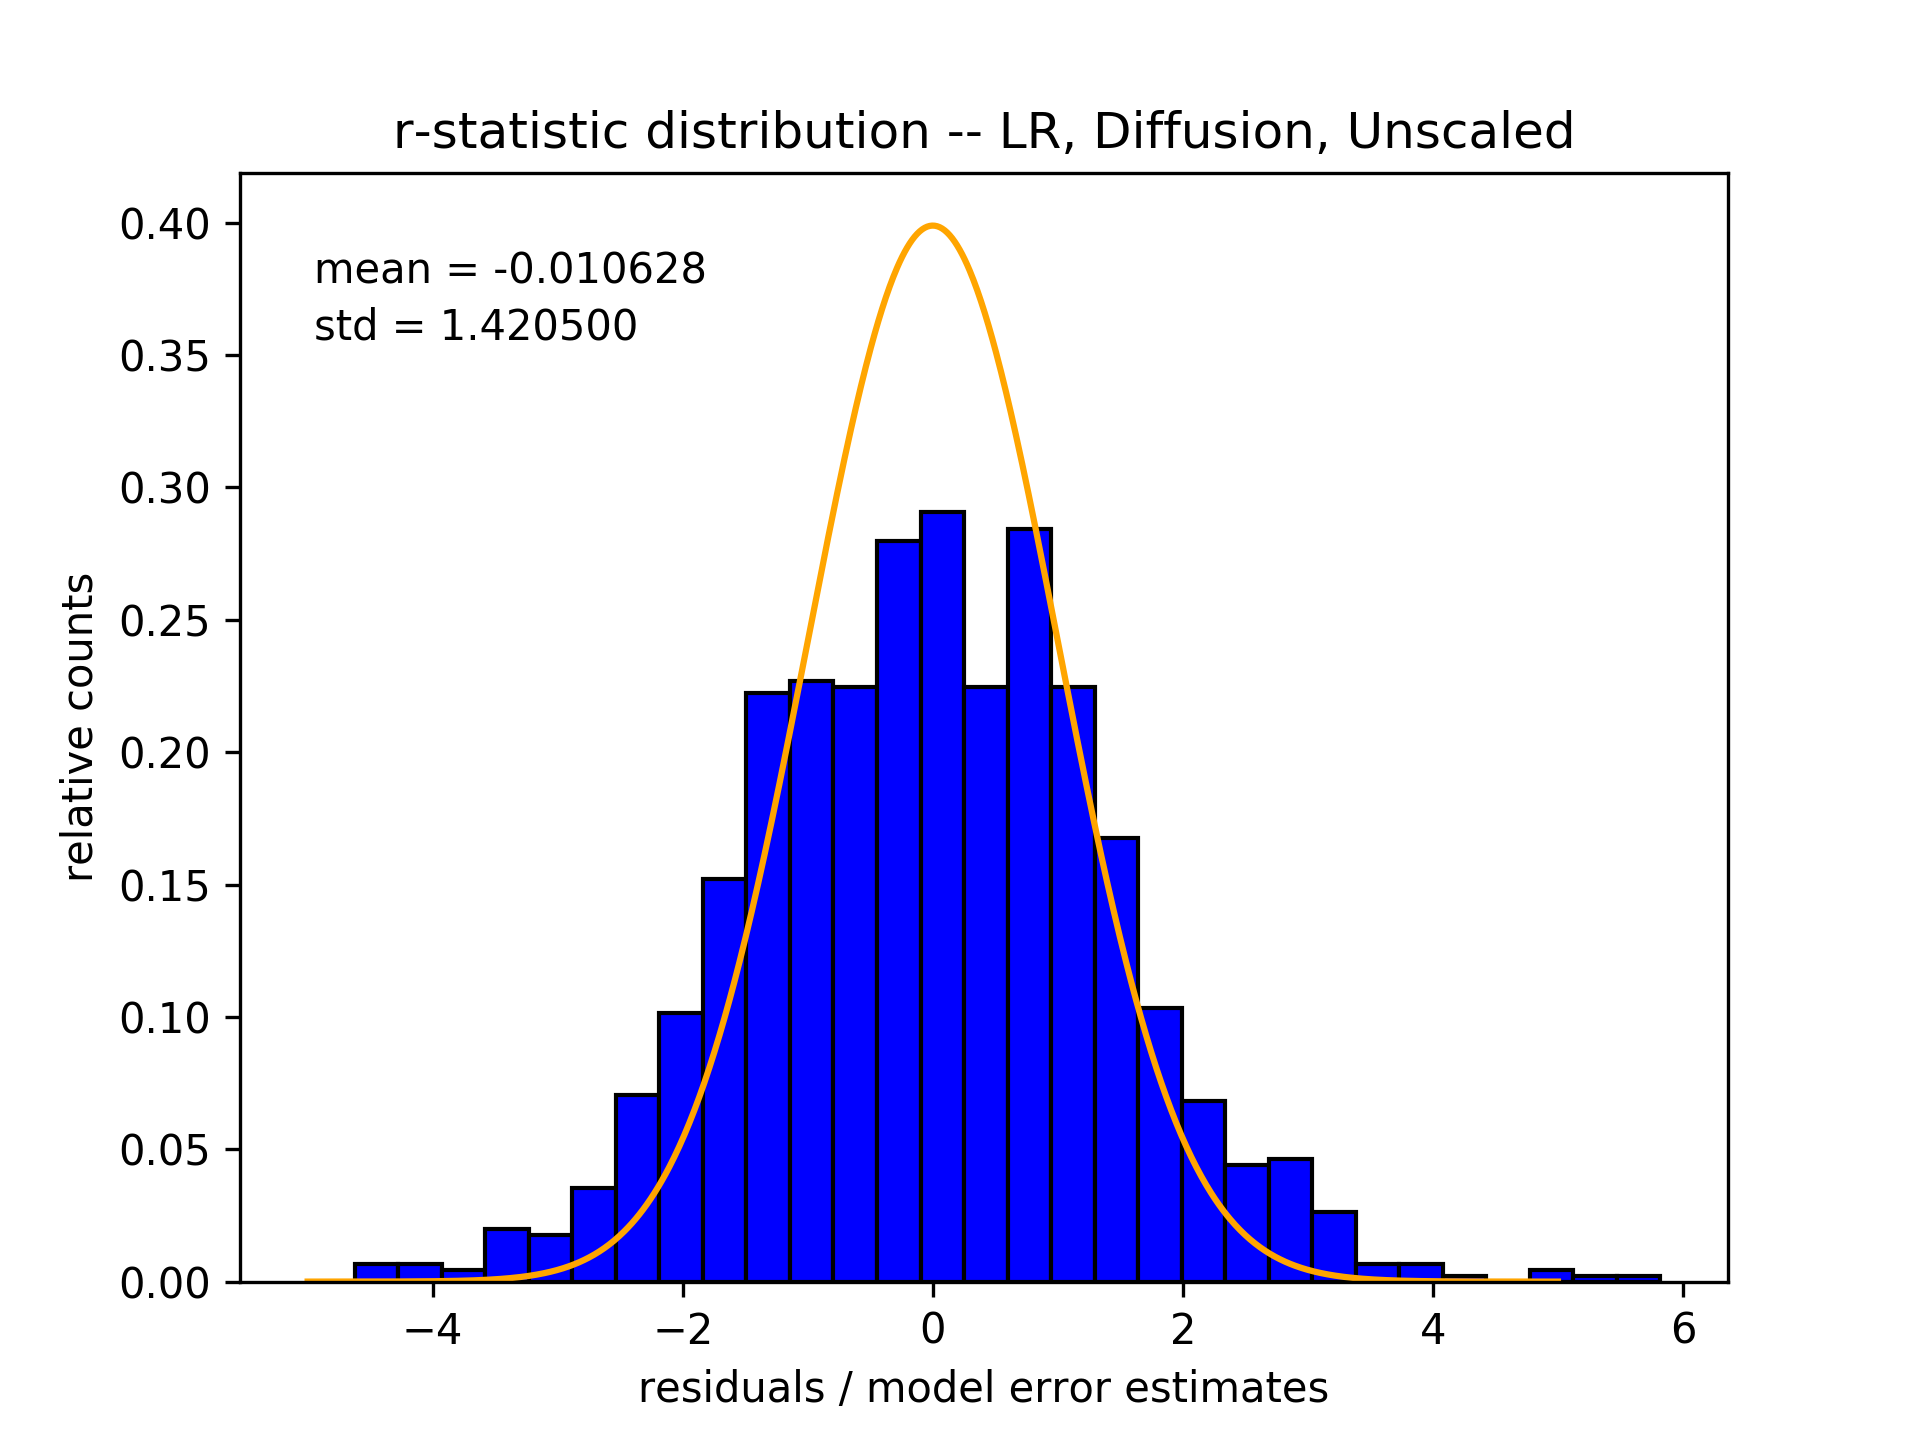 r-statistic distribution -- LR, Diffusion, Unscaled
mean = -0.010628
std = 1.420500
0.40
0.35
0.30
0.25
0.20
0.15
0.10
0.05
0.00
relative counts
−4 −2 0 2 4 6
residuals / model error estimates